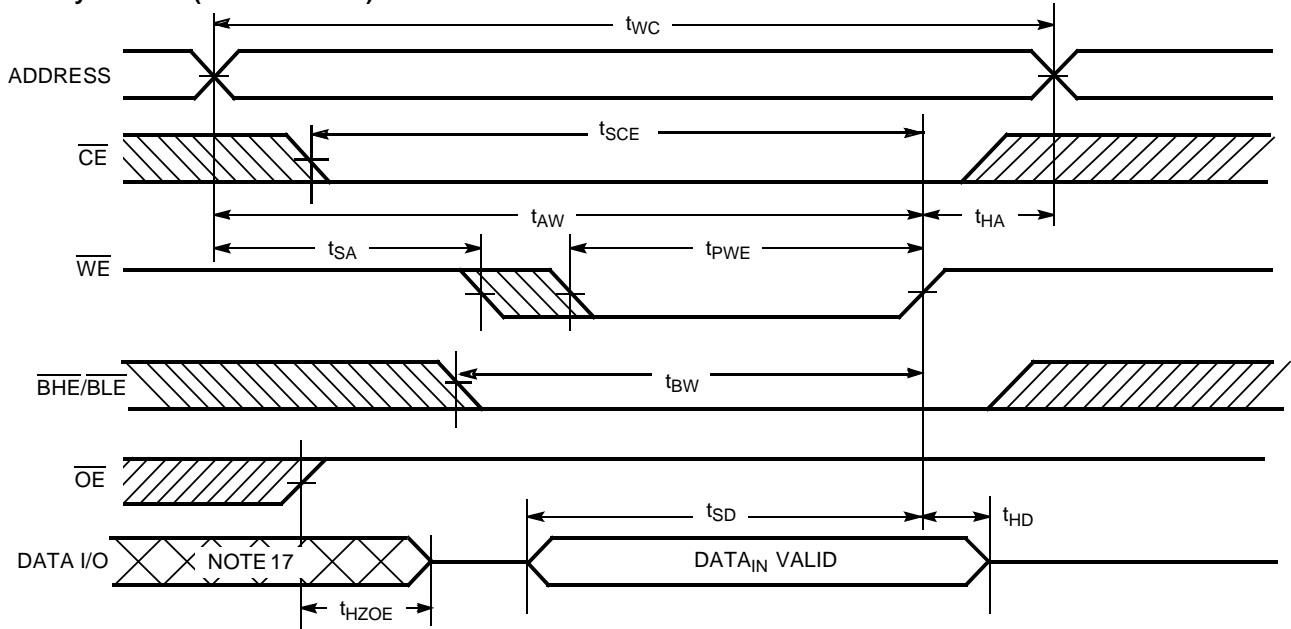 tWC
ADDRESS
tSCE
CE
tAW
tHA
tSA
tPWE
WE
BHE/BLE
tBW
OE
tSD
tHD
DATA I/O
NOTE 17
DATAIN VALID
tHZOE